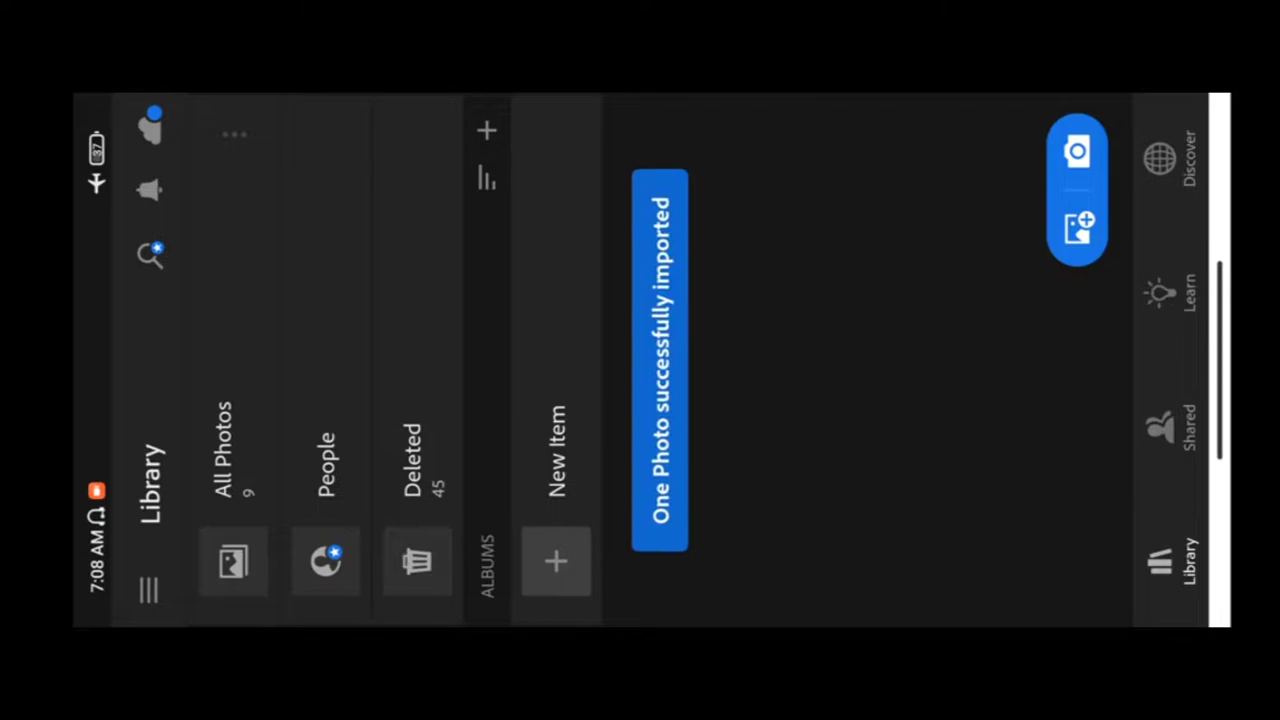 7:08 AM
37
Library
All Photos
9
People
Deleted
45
ALBUMS
New Item
One Photo successfully imported
Library
Shared
Learn
Discover